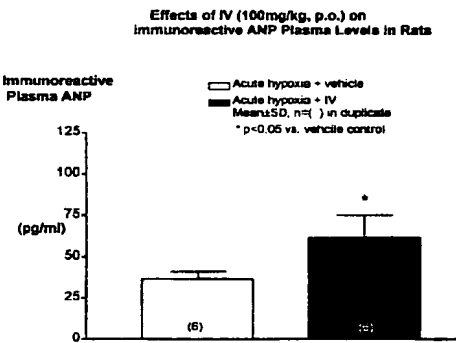 Effects of IV (100mg/kg, p.o.) on
immunoreactive ANP Plasma Levels in Rats
Immunoreactive
Plasma ANP
Acute hypoxia + vehicle
Acute hypoxia + IV
Mean±SD, n=( ) in duplicate
* p<0.05 vs. vehcile control
125
100
75
*
(pg/ml)
50
25
(6)
0